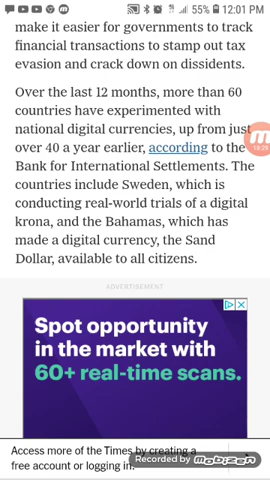 55% 12:01 PM
make it easier for governments to track
financial transactions to stamp out tax
evasion and crack down on dissidents.
Over the last 12 months, more than 60
countries have experimented with
national digital currencies, up from just
over 40 a year earlier, according to the
13:29
Bank for International Settlements. The
countries include Sweden, which is
conducting real-world trials of a digital
krona, and the Bahamas, which has
made a digital currency, the Sand
Dollar, available to all citizens.
ADVERTISEMENT
Spot opportunity
in the market with
60+ real-time scans.
Access more of the Times by creating a
free account or logging in.
Recorded by
mobizen